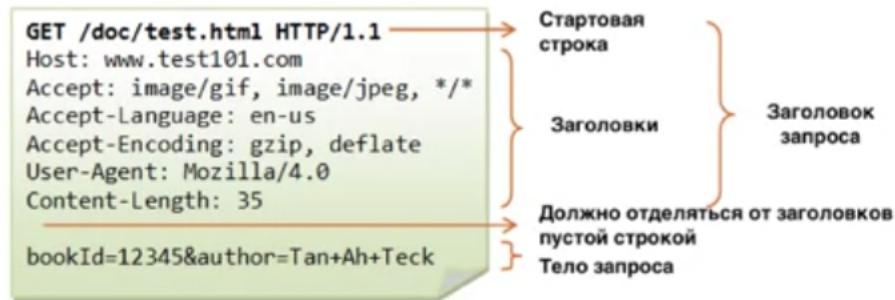 GET /doc/test.html HTTP/1.1
Host: www.test101.com
Accept: image/gif, image/jpeg, */*
Accept-Language: en-us
Accept-Encoding: gzip, deflate
User-Agent: Mozilla/4.0
Content-Length: 35
bookId=12345&author=Tan+Ah+Teck
Стартовая
строка
Заголовки
Заголовок
запроса
Должно отделяться от заголовков
пустой строкой
Тело запроса